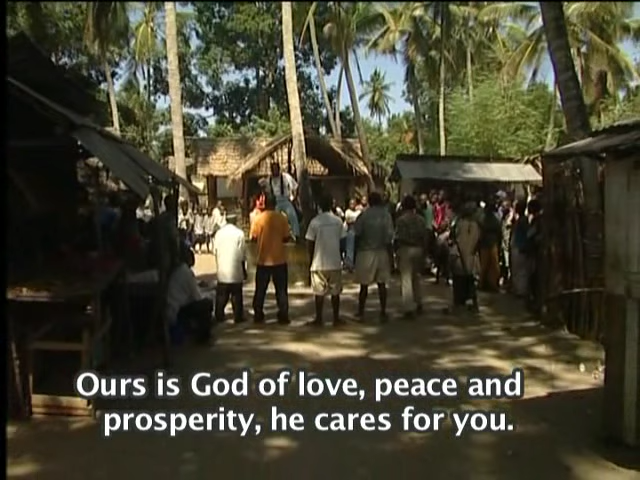 Ours is God of love, peace and
prosperity, he cares for you.